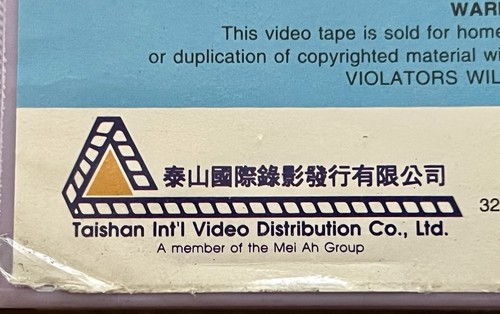 WAR
This video tape is sold for home
or duplication of copyrighted material wi
VIOLATORS WIL
泰山國際錄影發行有限公司
32
Taishan Int'l Video Distribution Co., Ltd.
A member of the Mei Ah Group